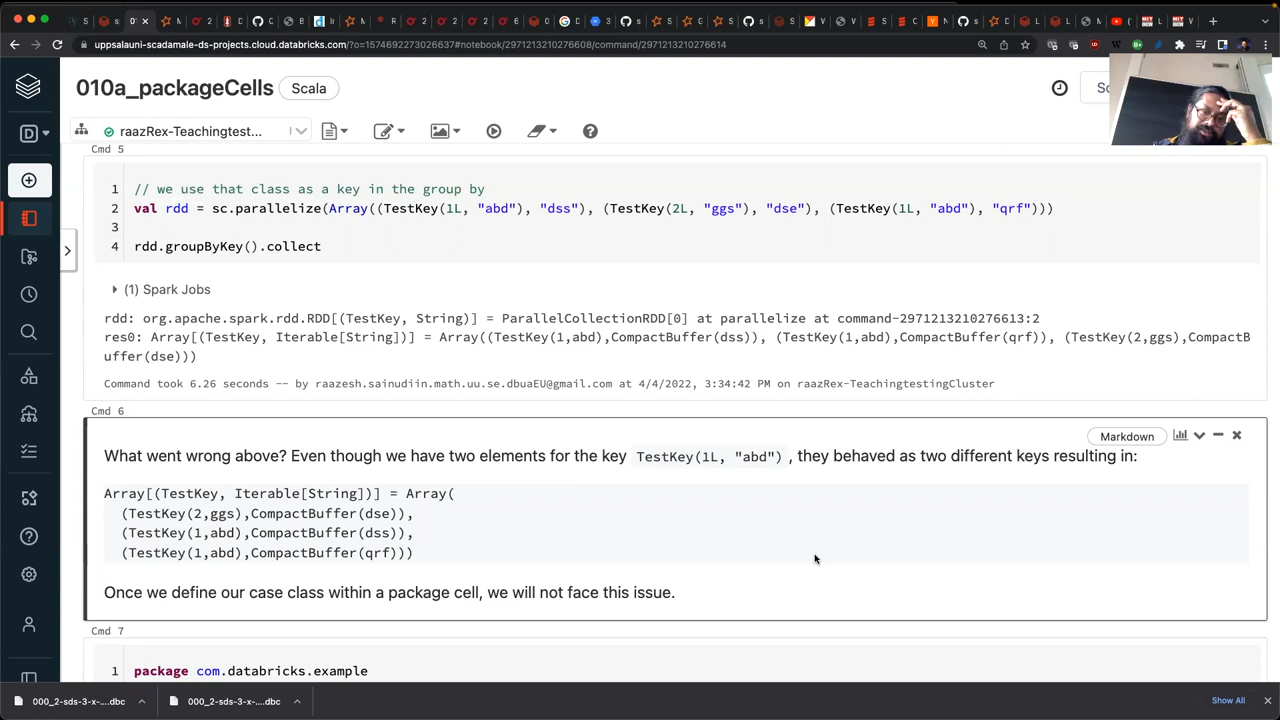 uppsalauni-scadamale-ds-projects.cloud.databricks.com/?o=1574692273026637#notebook/2971213210276608/command/2971213210276614
010a_packageCells
Scala
Sc
D
raazRex-Teachingtest...
Cmd 5
1 // we use that class as a key in the group by
2 val rdd = sc.parallelize(Array((TestKey(1L, "abd"), "dss"), (TestKey(2L, "ggs"), "dse"), (TestKey(1L, "abd"), "qrf")))
3
4 rdd.groupByKey().collect
(1) Spark Jobs
rdd: org.apache.spark.rdd.RDD[(TestKey, String)] = ParallelCollectionRDD[0] at parallelize at command-2971213210276613:2
res0: Array[(TestKey, Iterable[String])] = Array((TestKey(1,abd),CompactBuffer(dss)), (TestKey(1,abd),CompactBuffer(qrf)), (TestKey(2,ggs),CompactB
uffer(dse)))
Command took 6.26 seconds -- by raazesh.sainudiin.math.uu.se.dbuaEU@gmail.com at 4/4/2022, 3:34:42 PM on raazRex-TeachingtestingCluster
Cmd 6
Markdown
What went wrong above? Even though we have two elements for the key TestKey(1L, "abd") , they behaved as two different keys resulting in:
Array[(TestKey, Iterable[String])] = Array(
(TestKey(2,ggs),CompactBuffer(dse)),
(TestKey(1,abd),CompactBuffer(dss)),
(TestKey(1,abd),CompactBuffer(qrf)))
Once we define our case class within a package cell, we will not face this issue.
Cmd 7
1 package com.databricks.example
000_2-sds-3-x-....dbc
000_2-sds-3-x-....dbc
Show All